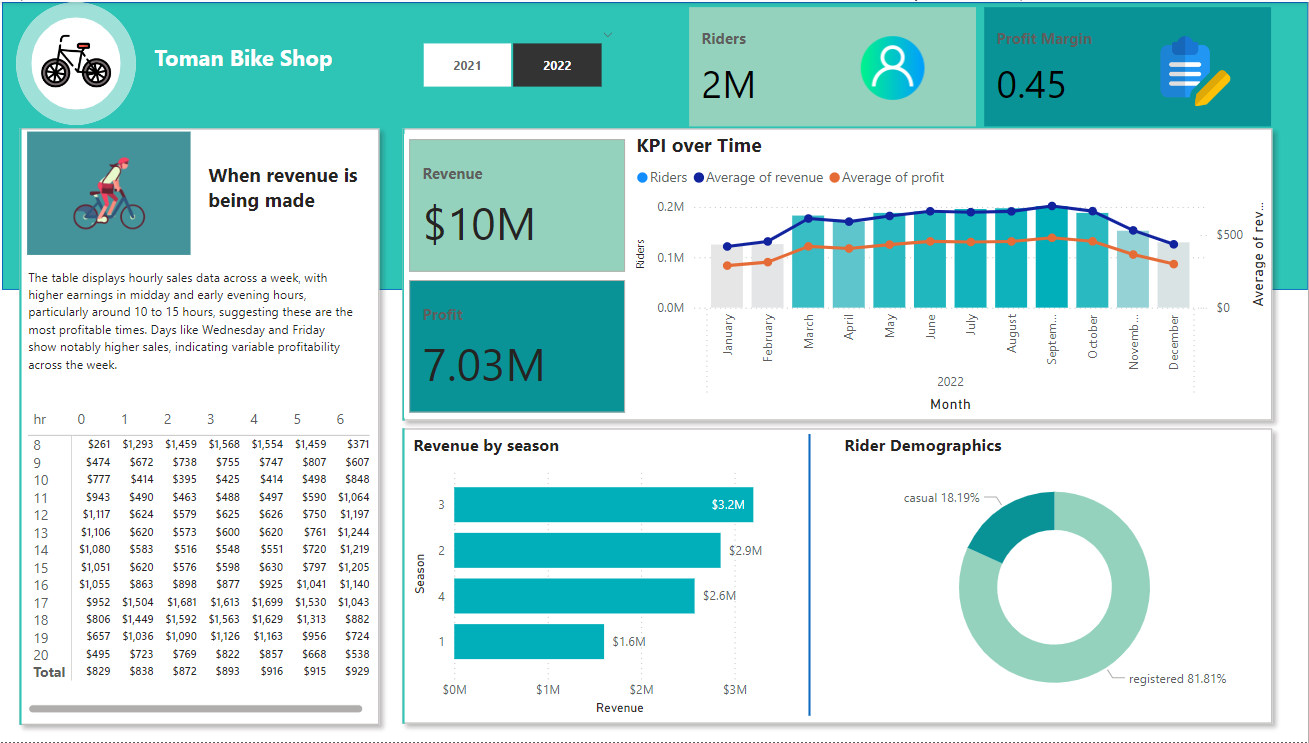 Toman Bike Shop
2021
2022
Riders
2M
Profit Margin
0.45
When revenue is
being made
The table displays hourly sales data across a week, with
higher earnings in midday and early evening hours,
particularly around 10 to 15 hours, suggesting these are the
most profitable times. Days like Wednesday and Friday
show notably higher sales, indicating variable profitability
across the week.
hr 0 1 2 3 4 5 6
8 $261 $1,293 $1,459 $1,568 $1,554 $1,459 $371
9 $474 $672 $738 $755 $747 $807 $607
10 $777 $414 $395 $425 $414 $498 $848
11 $943 $490 $463 $488 $497 $590 $1,064
12 $1,117 $624 $579 $625 $626 $750 $1,197
13 $1,106 $620 $573 $600 $620 $761 $1,244
14 $1,080 $583 $516 $548 $551 $720 $1,219
15 $1,051 $620 $576 $598 $630 $797 $1,205
16 $1,055 $863 $898 $877 $925 $1,041 $1,140
17 $952 $1,504 $1,681 $1,613 $1,699 $1,530 $1,043
18 $806 $1,449 $1,592 $1,563 $1,629 $1,313 $882
19 $657 $1,036 $1,090 $1,126 $1,163 $956 $724
20 $495 $723 $769 $822 $857 $668 $538
Total $829 $838 $872 $893 $916 $915 $929
Revenue
$10M
Profit
7.03M
KPI over Time
Riders Average of revenue Average of profit
0.2M
0.1M
0.0M
Riders
$500
$0
Average of rev...
January
February
March
April
May
June
July
August
Septem...
October
Novemb...
December
2022
Month
Revenue by season
Season
3 $3.2M
2 $2.9M
4 $2.6M
1 $1.6M
$0M $1M $2M $3M
Revenue
Rider Demographics
casual 18.19%
registered 81.81%